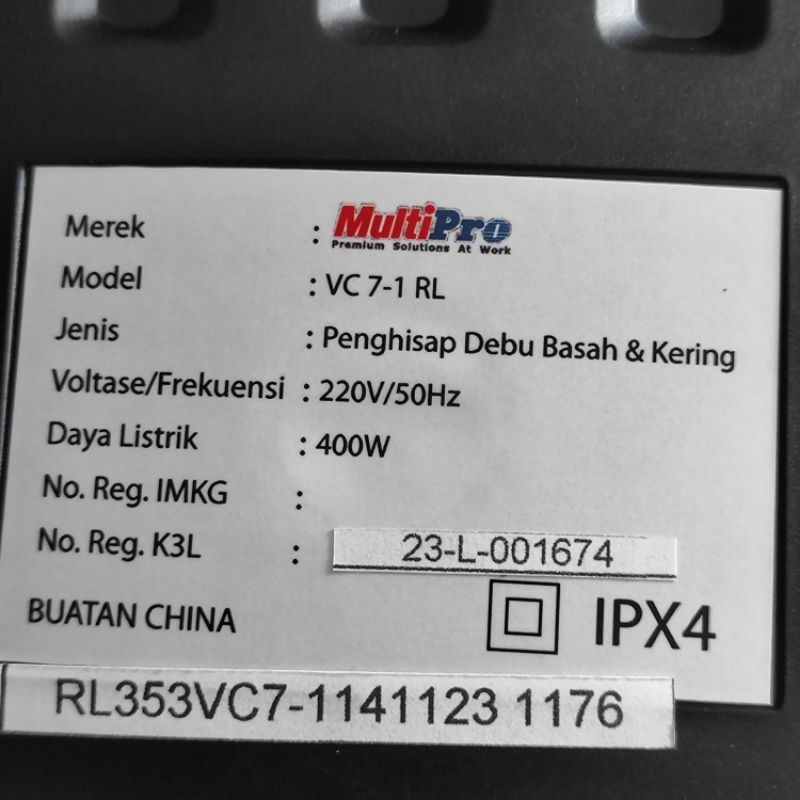 Merek : MultiPro
Premium Solutions At Work
Model : VC 7-1 RL
Jenis : Penghisap Debu Basah & Kering
Voltase/Frekuensi : 220V/50Hz
Daya Listrik : 400W
No. Reg. IMKG :
No. Reg. K3L : 23-L-001674
BUATAN CHINA IPX4
RL353VC7-1141123 1176